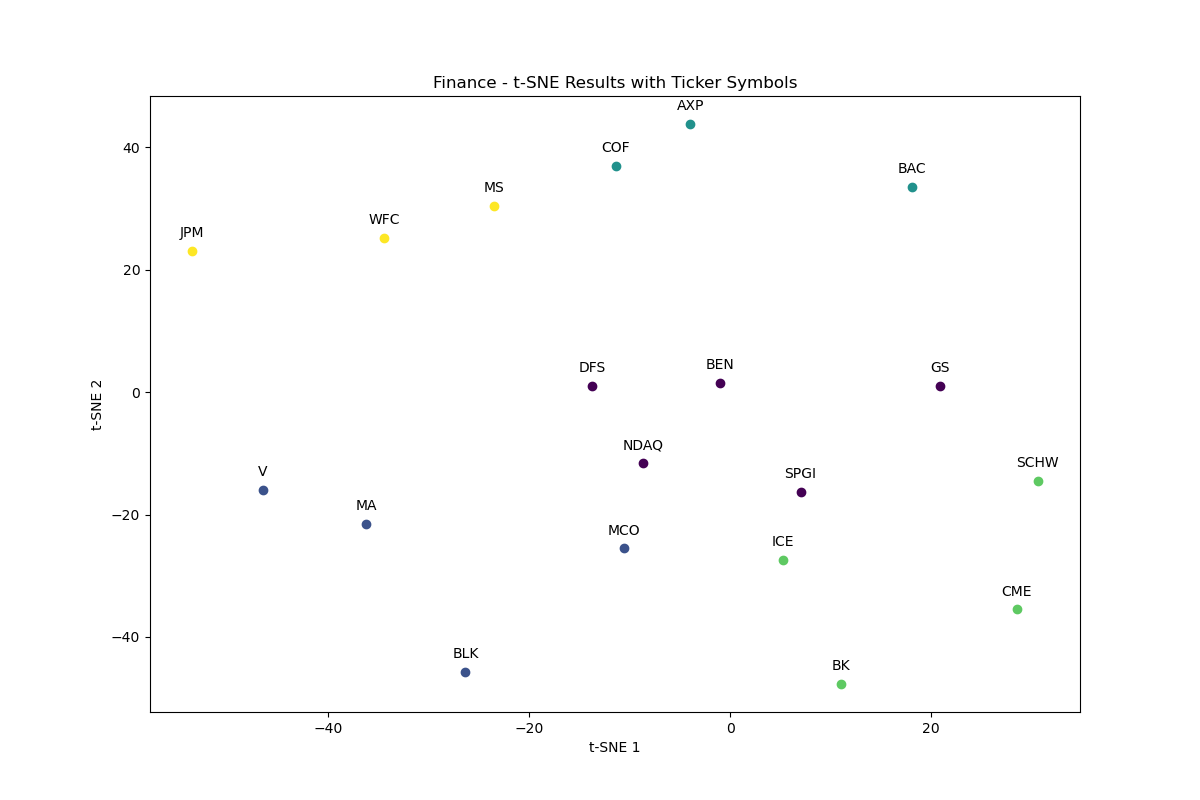 Finance - t-SNE Results with Ticker Symbols
AXP
COF
BAC
MS
WFC
JPM
DFS
BEN
GS
NDAQ
SCHW
V
SPGI
MA
MCO
ICE
CME
BLK
BK
40
20
0
−20
−40
t-SNE 2
−40
−20
0
20
t-SNE 1